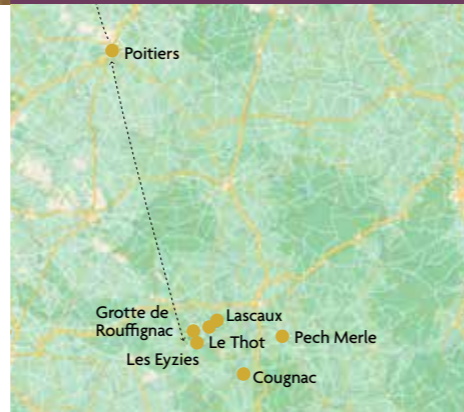 Poitiers
Grotte de
Rouffignac
Lascaux
Le Thot
Les Eyzies
Pech Merle
Cougnac